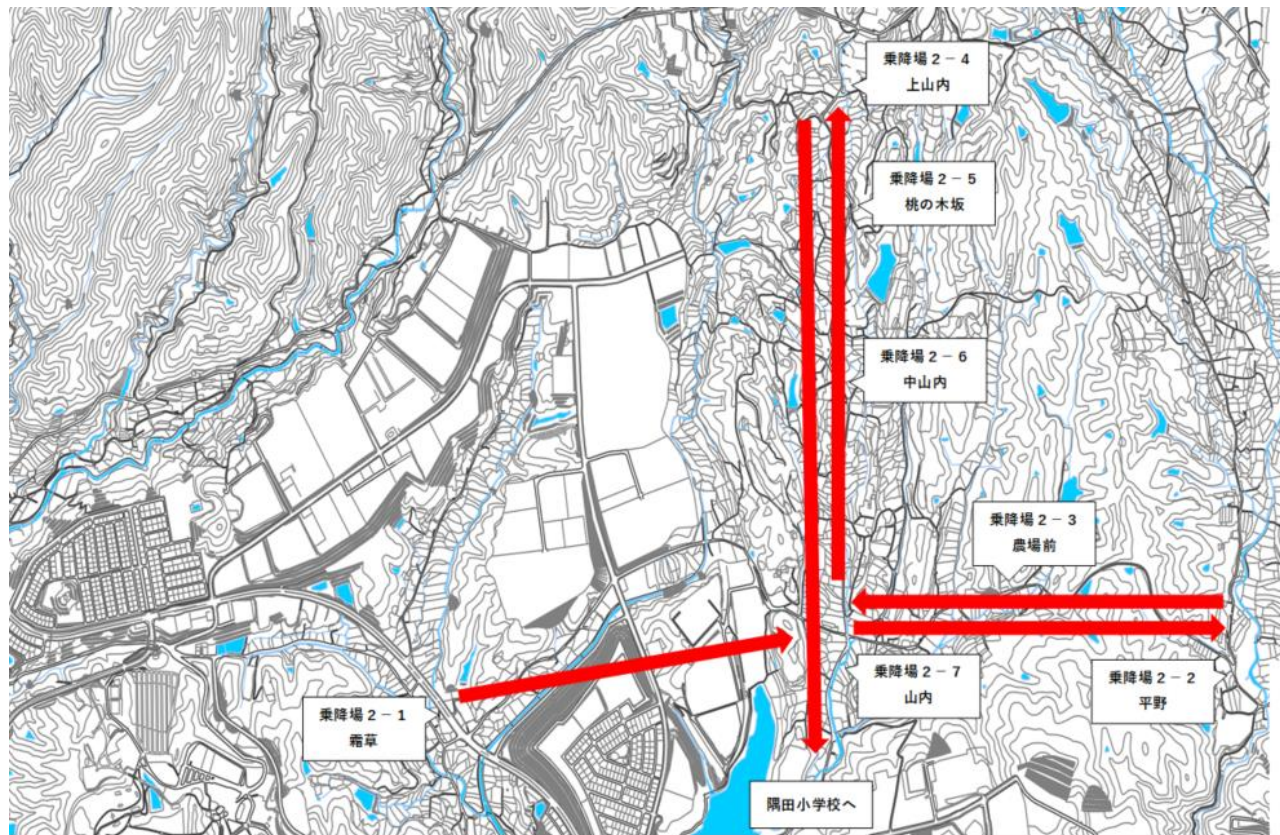 乗降場2-4
上山内
乗降場2-5
桃の木坂
乗降場2-6
中山内
乗降場2-3
農場前
乗降場2-7
山内
乗降場2-2
平野
乗降場2-1
霜草
隅田小学校へ